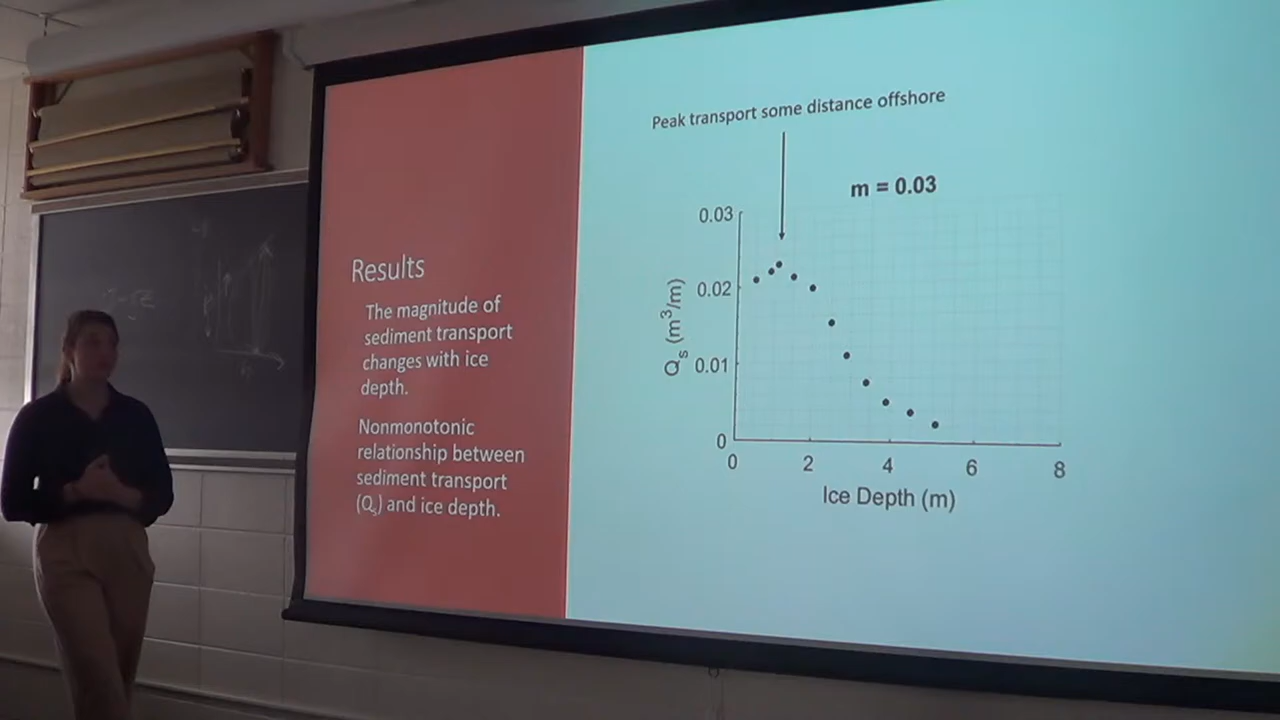 Results
The magnitude of
sediment transport
changes with ice
depth.
Nonmonotonic
relationship between
sediment transport
(Qs) and ice depth.
Peak transport some distance offshore
m = 0.03
0.03
0.02
0.01
0
Qs (m³/m)
0 2 4 6 8
Ice Depth (m)